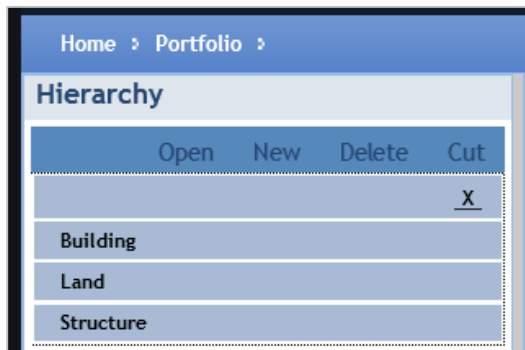 Home Portfolio
Hierarchy
Open New Delete Cut
X
Building
Land
Structure